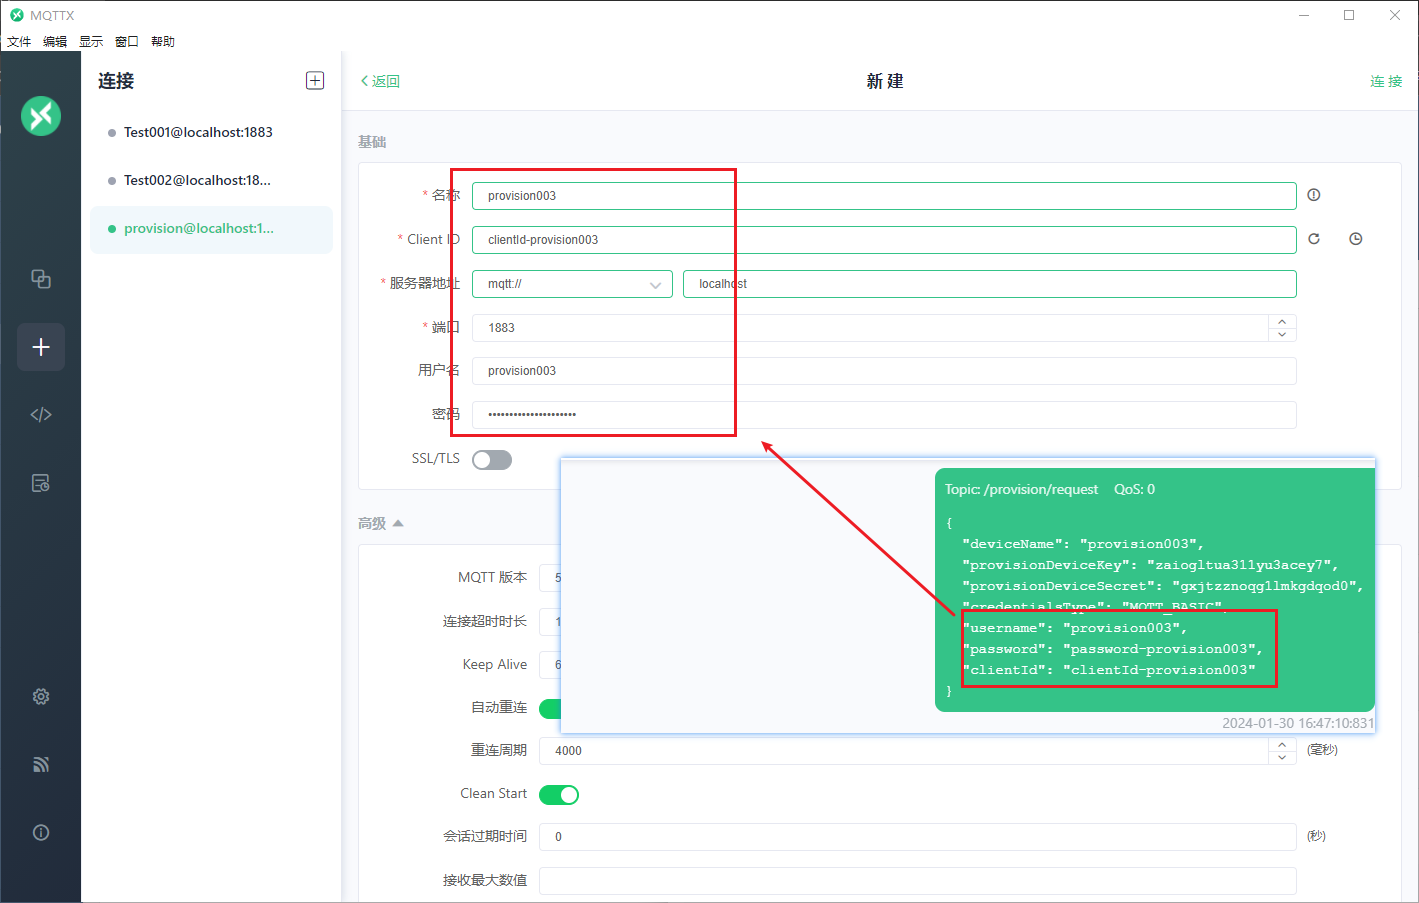 MQTTX
文件 编辑 显示 窗口 帮助
连接
返回
新 建
连 接
Test001@localhost:1883
Test002@localhost:18...
provision@localhost:1...
基础
* 名称 provision003
* Client ID clientId-provision003
* 服务器地址 mqtt:// localhost
* 端口 1883
用户名 provision003
密码 •••••••••••••••••••••
SSL/TLS
高级
MQTT 版本 5
连接超时时长 1
Keep Alive 6
自动重连
重连周期 4000 (毫秒)
Clean Start
会话过期时间 0 (秒)
接收最大数值
Topic: /provision/request QoS: 0
{
"deviceName": "provision003",
"provisionDeviceKey": "zaiogltua311yu3acey7",
"provisionDeviceSecret": "gxjtzznoqg1lmkgdqod0",
"credentialsType": "MQTT_BASIC",
"username": "provision003",
"password": "password-provision003",
"clientId": "clientId-provision003"
}
2024-01-30 16:47:10:831